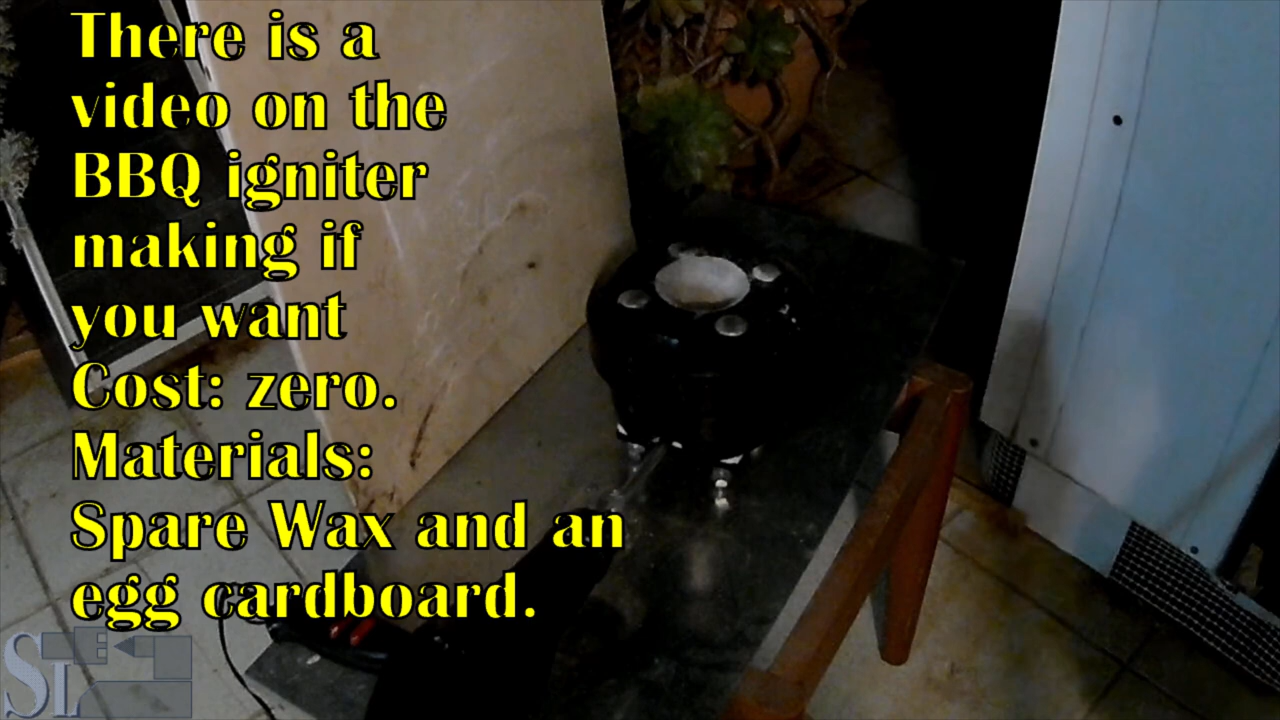 There is a
video on the
BBQ igniter
making if
you want
Cost: zero.
Materials:
Spare Wax and an
egg cardboard.
SL